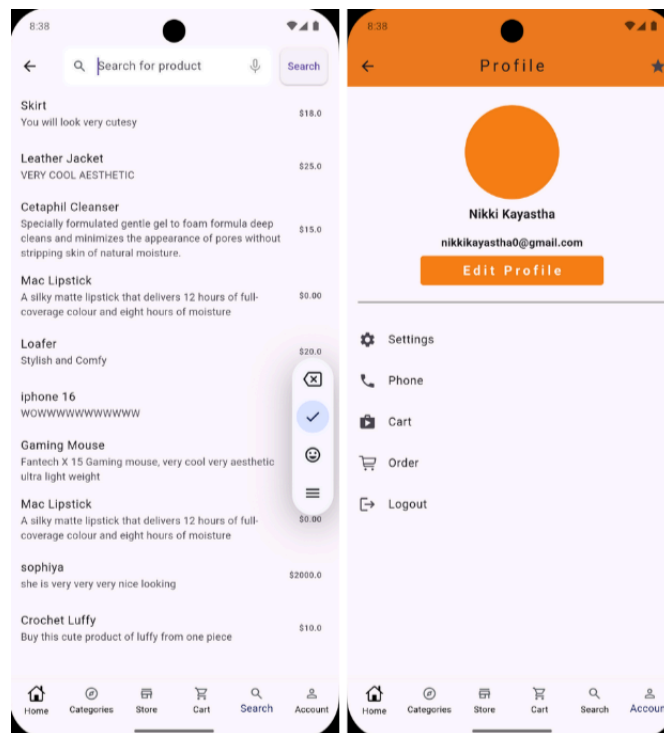 8:38
Search for product
Search
Skirt
You will look very cutesy
$18.0
Leather Jacket
VERY COOL AESTHETIC
$25.0
Cetaphil Cleanser
Specially formulated gentle gel to foam formula deep
cleans and minimizes the appearance of pores without
stripping skin of natural moisture.
$15.0
Mac Lipstick
A silky matte lipstick that delivers 12 hours of full-
coverage colour and eight hours of moisture
$0.00
Loafer
Stylish and Comfy
$20.0
iphone 16
WOWWWWWWWWWWW
Gaming Mouse
Fantech X 15 Gaming mouse, very cool very aesthetic
ultra light weight
Mac Lipstick
A silky matte lipstick that delivers 12 hours of full-
coverage colour and eight hours of moisture
$0.00
sophiya
she is very very very nice looking
$2000.0
Crochet Luffy
Buy this cute product of luffy from one piece
$10.0
Home
Categories
Store
Cart
Search
Account
8:38
Profile
Nikki Kayastha
nikkikayastha0@gmail.com
Edit Profile
Settings
Phone
Cart
Order
Logout
Home
Categories
Store
Cart
Search
Accoun